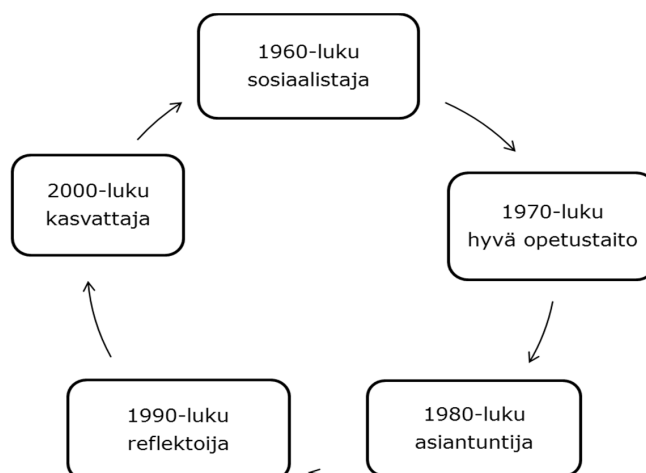 1960-luku
sosiaalistaja
1970-luku
hyvä opetustaito
1980-luku
asiantuntija
1990-luku
reflektoija
2000-luku
kasvattaja